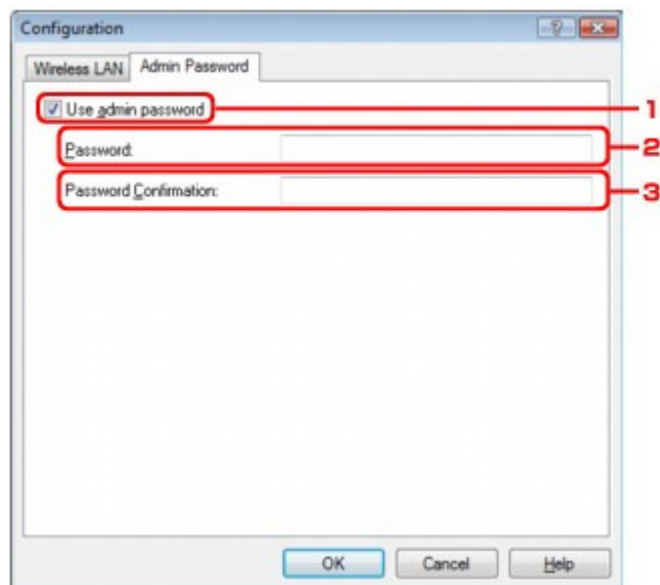 Configuration
Wireless LAN Admin Password
Use admin password 1
Password: 2
Password Confirmation: 3
OK Cancel Help